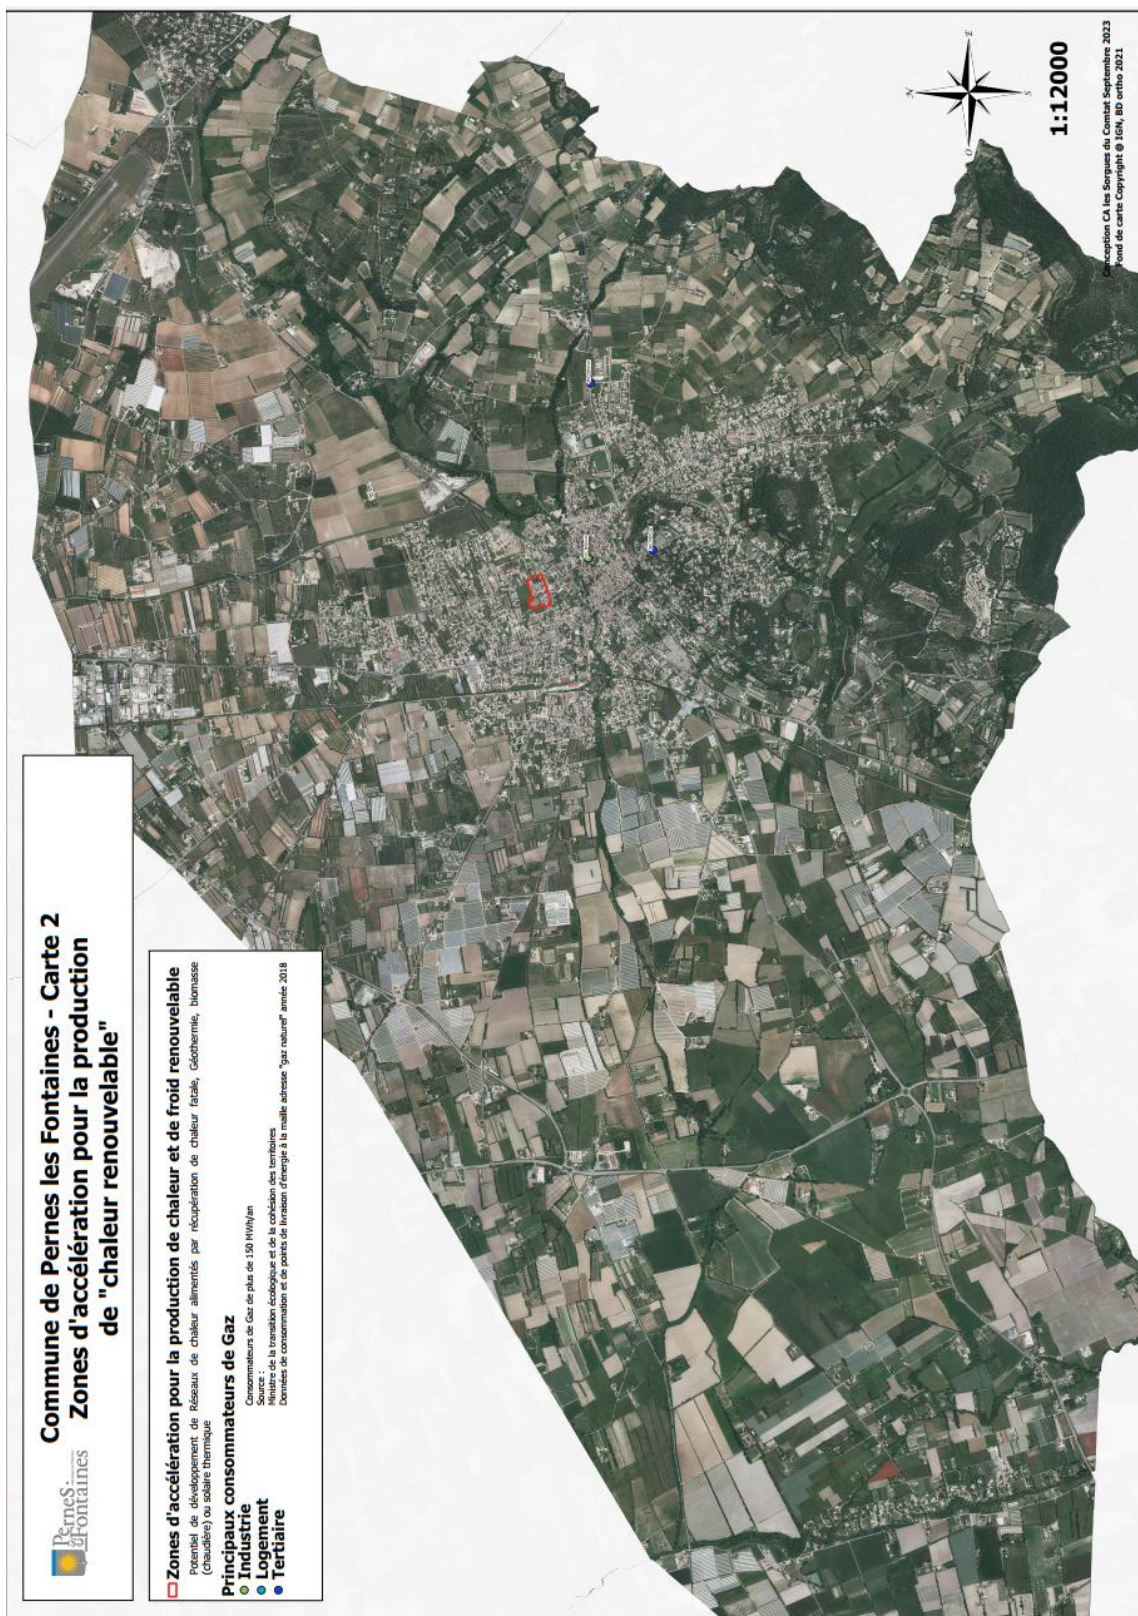 Pernes
les Fontaines
Commune de Pernes les Fontaines - Carte 2
Zones d'accélération pour la production
de "chaleur renouvelable"
Zones d'accélération pour la production de chaleur et de froid renouvelable
Potentiel de développement de Réseaux de chaleur alimentés par récupération de chaleur fatale, Géothermie, biomasse
(chaudière) ou solaire thermique
Principaux consommateurs de Gaz
Industrie
Logement
Tertiaire
Consommateurs de Gaz de plus de 150 MWh/an
Source :
Ministre de la transition écologique et de la cohésion des territoires
Données de consommation et de points de livraison d'énergie à la maille adresse "gaz naturel" année 2018
N
E
S
O
1:12000
Conception CA les Sorgues du Comtat Septembre 2023
Fond de carte Copyright @ IGN, BD ortho 2021